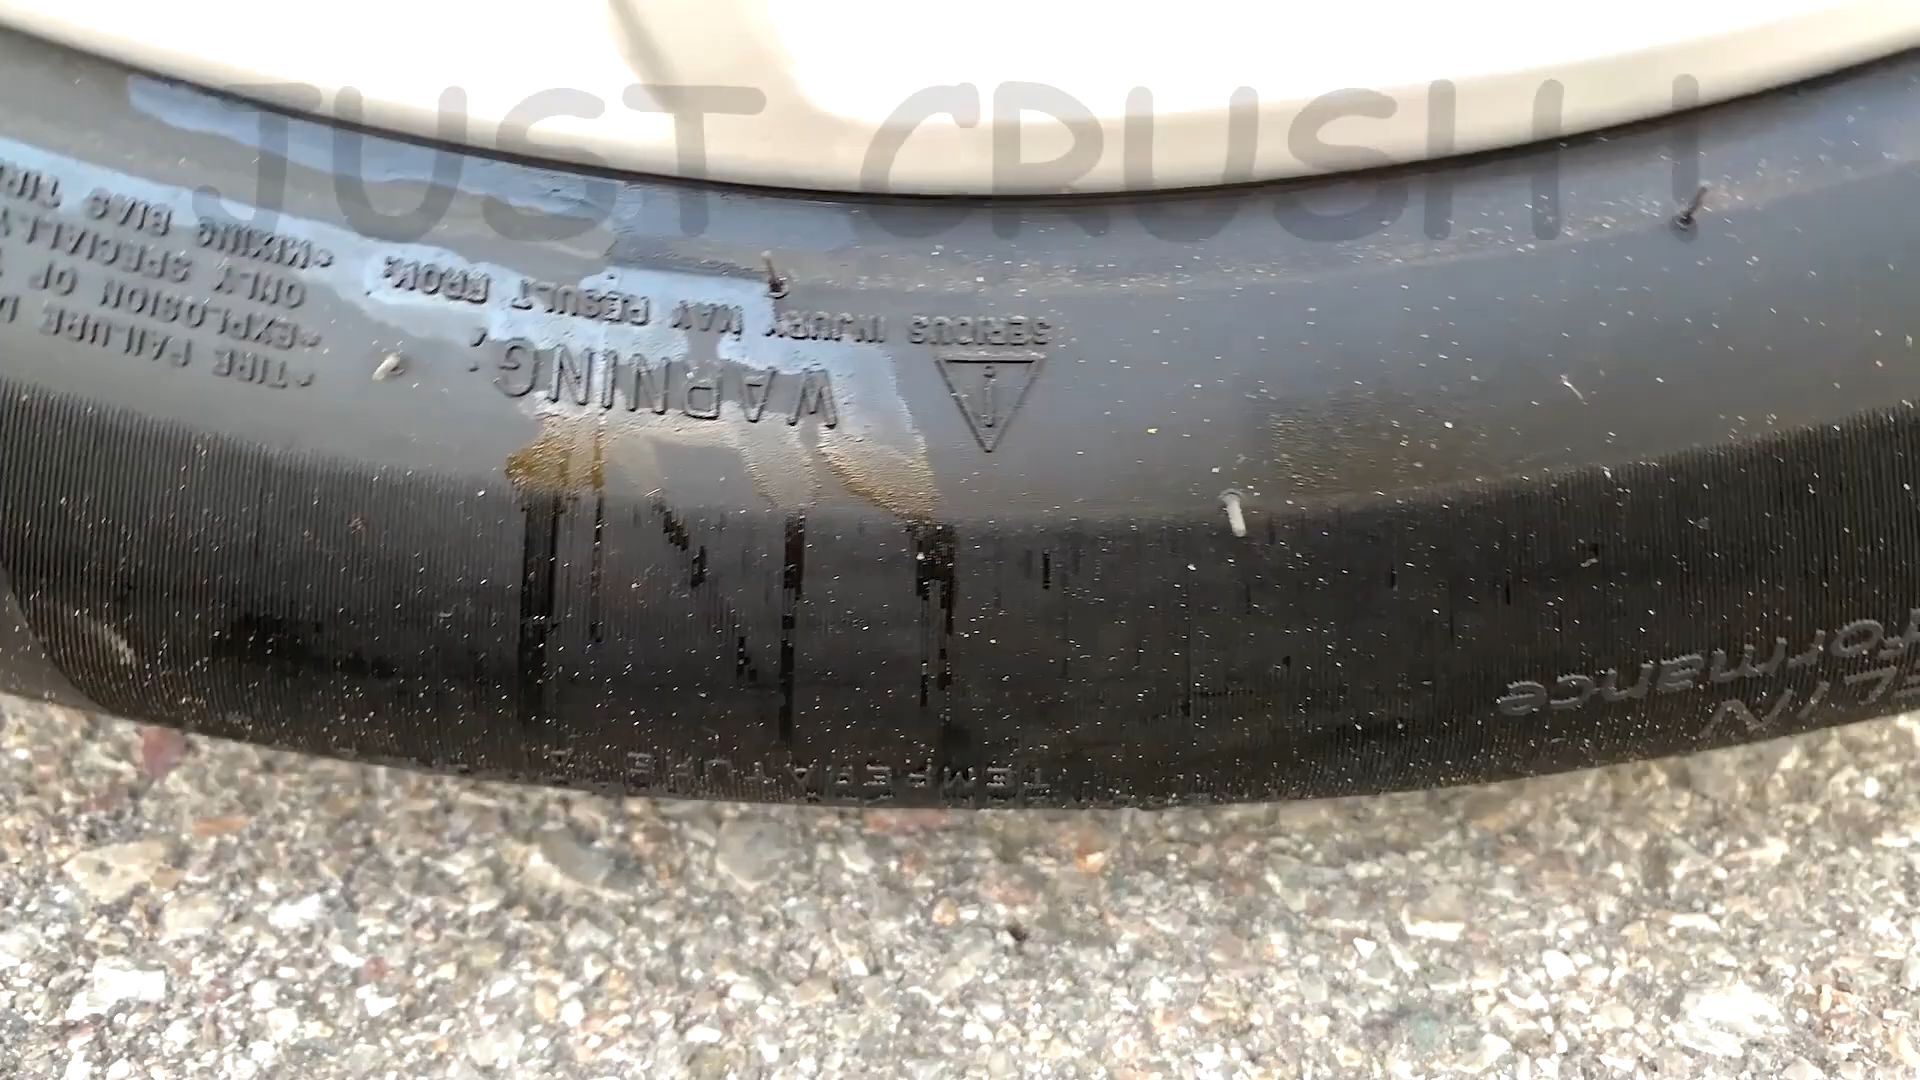 JUST CRUSH !
WARNING:
SERIOUS INJURY MAY RESULT FROM:
•TIRE FAILURE
•EXPLOSION OF
ONLY SPECIALLY
•MIXING BIAS TIRE
TEMPERATURE A
ELIN
formance